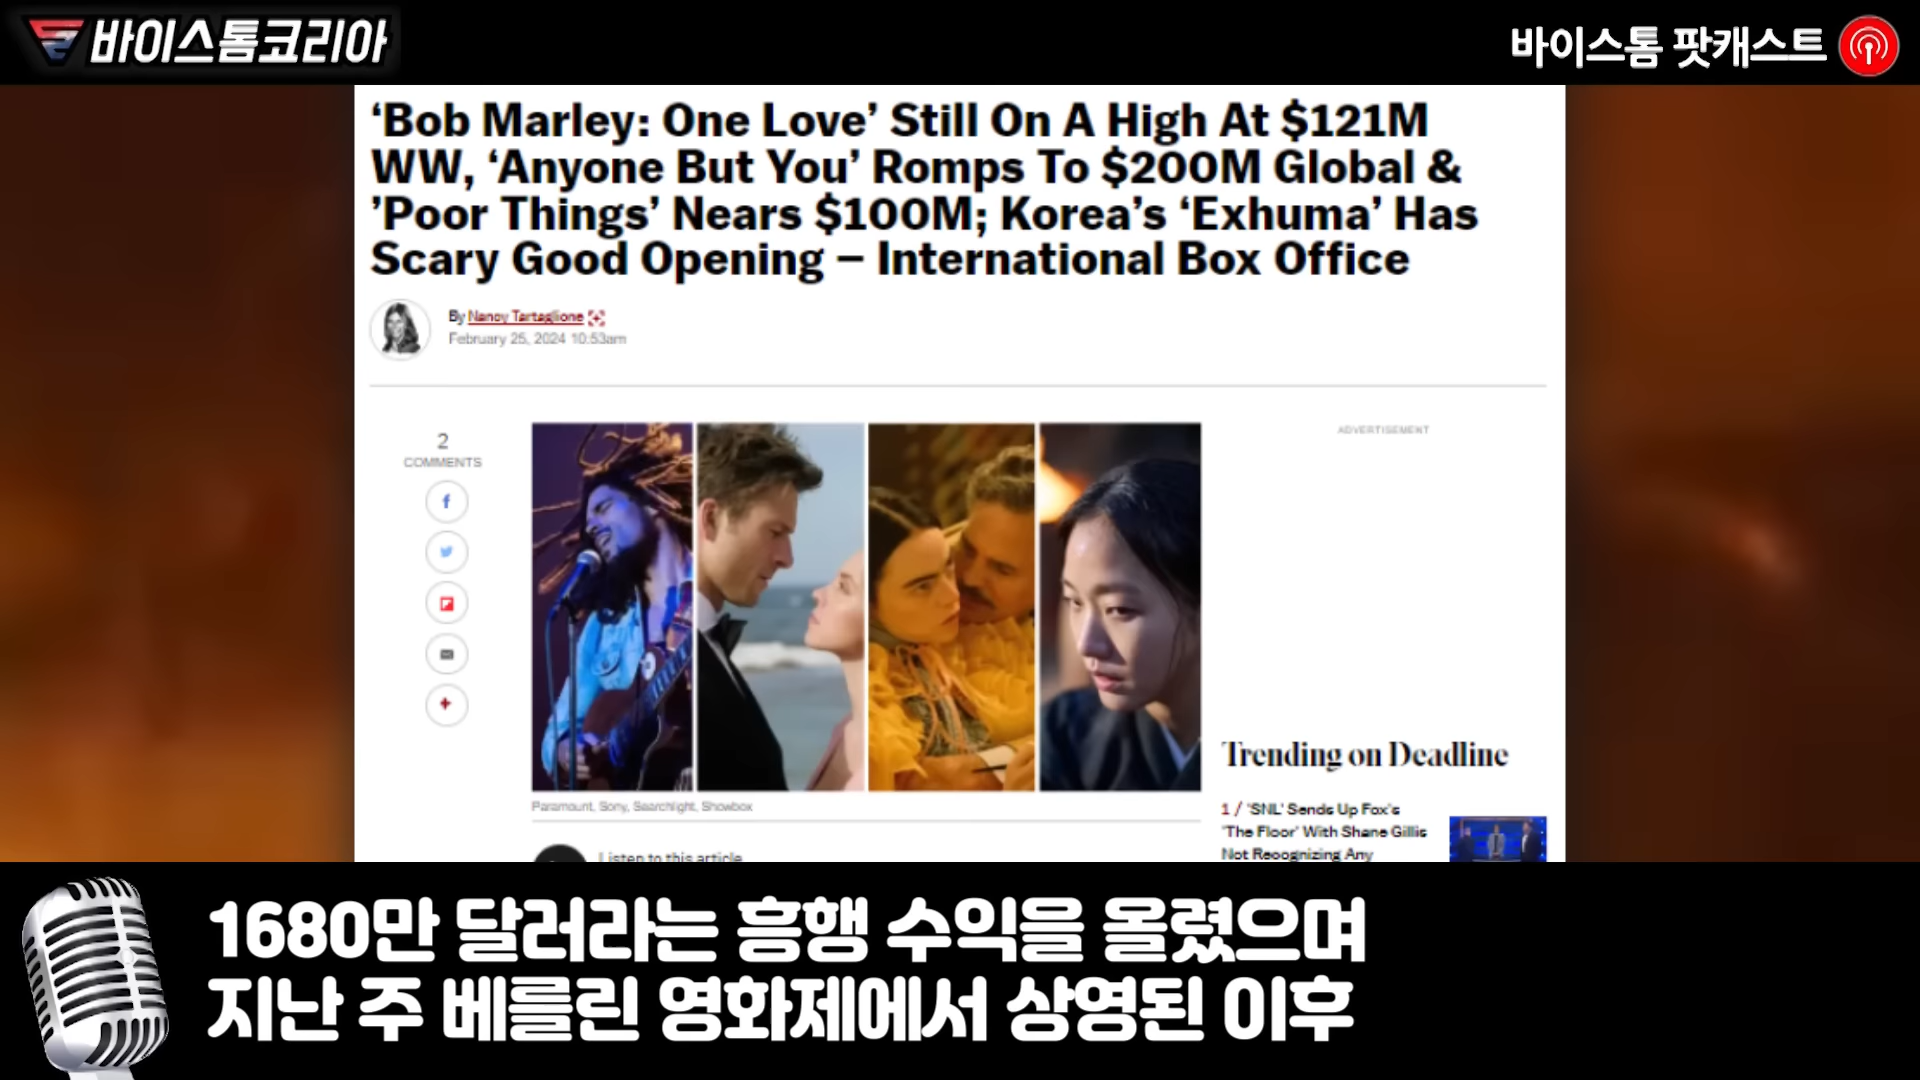 바이스톰코리아
바이스톰 팟캐스트
‘Bob Marley: One Love’ Still On A High At $121M
WW, ‘Anyone But You’ Romps To $200M Global &
’Poor Things’ Nears $100M; Korea’s ‘Exhuma’ Has
Scary Good Opening – International Box Office
By Nancy Tartaglione
February 25, 2024 10:53am
2
COMMENTS
ADVERTISEMENT
Paramount, Sony, Searchlight, Showbox
Listen to this article
Trending on Deadline
1 / 'SNL' Sends Up Fox's
'The Floor' With Shane Gillis
Not Recognizing Any
1680만 달러라는 흥행 수익을 올렸으며
지난 주 베를린 영화제에서 상영된 이후